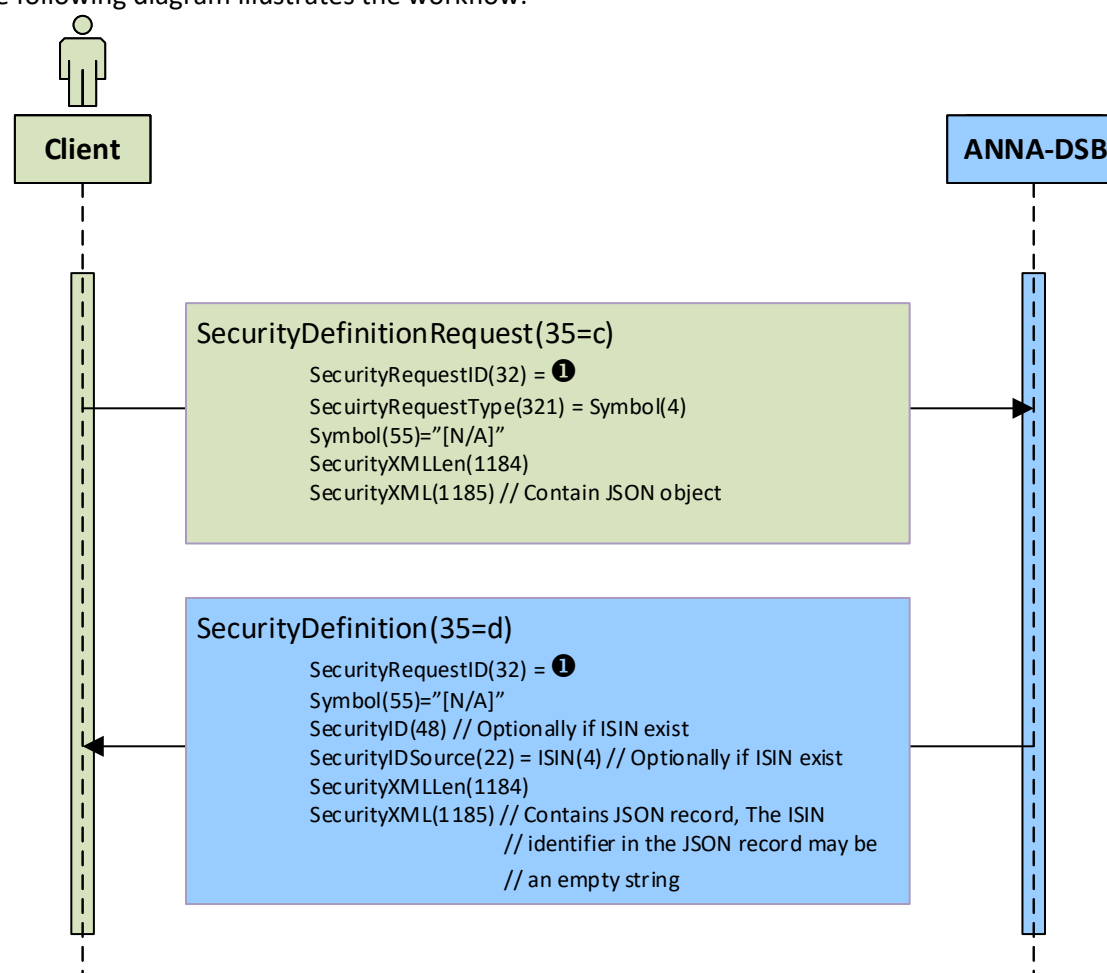 e following diagram illustrates the workflow.
Client
ANNA-DSB
SecurityDefinitionRequest(35=c)
SecurityRequestID(32) = ❶
SecuirtyRequestType(321) = Symbol(4)
Symbol(55)=”[N/A]”
SecurityXMLLen(1184)
SecurityXML(1185) // Contain JSON object
SecurityDefinition(35=d)
SecurityRequestID(32) = ❶
Symbol(55)=”[N/A]”
SecurityID(48) // Optionally if ISIN exist
SecurityIDSource(22) = ISIN(4) // Optionally if ISIN exist
SecurityXMLLen(1184)
SecurityXML(1185) // Contains JSON record, The ISIN
// identifier in the JSON record may be
// an empty string